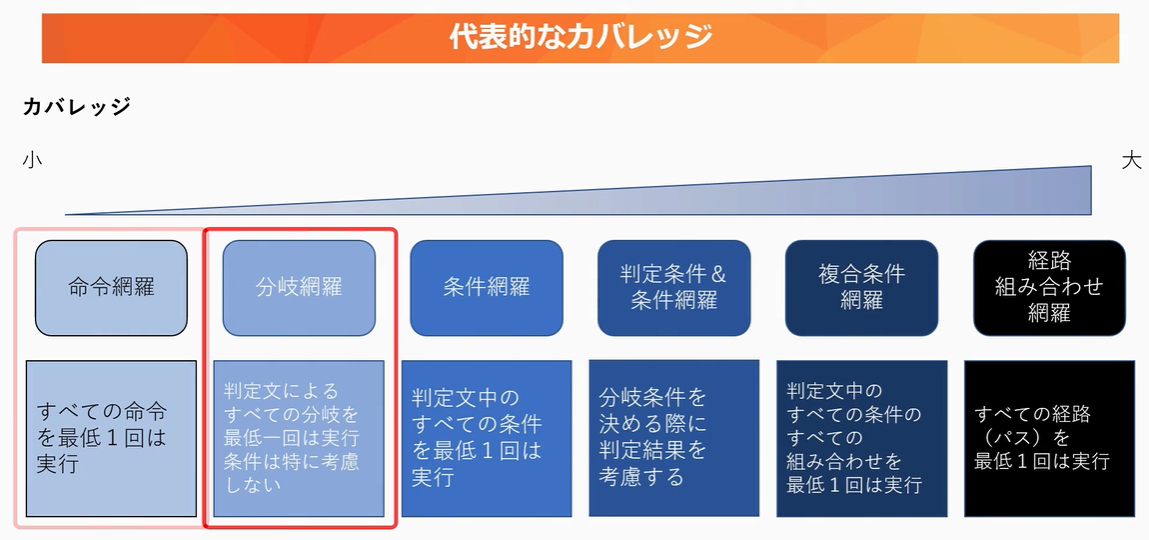 代表的なカバレッジ
カバレッジ
小
大
命令網羅
分岐網羅
条件網羅
判定条件＆
条件網羅
複合条件
網羅
経路
組み合わせ
網羅
すべての命令
を最低１回は
実行
判定文による
すべての分岐を
最低一回は実行
条件は特に考慮
しない
判定文中の
すべての条件
を最低１回は
実行
分岐条件を
決める際に
判定結果を
考慮する
判定文中の
すべての条件の
すべての
組み合わせを
最低１回は実行
すべての経路
（パス）を
最低１回は実行